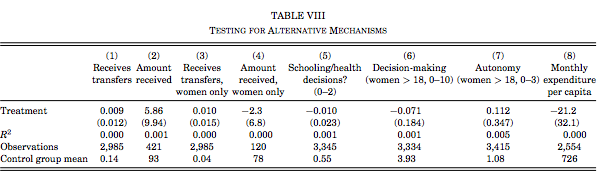 TABLE VIII
TESTING FOR ALTERNATIVE MECHANISMS
(1) (2) (3) (4) (5) (6) (7) (8)
Receives Amount Receives Amount Schooling/health Decision-making Autonomy Monthly
transfers received transfers, received, decisions? (women > 18, 0–10) (women > 18, 0–3) expenditure
women only women only (0–2) per capita
Treatment 0.009 5.86 0.010 −2.3 −0.010 −0.071 0.112 −21.2
(0.012) (9.94) (0.015) (6.8) (0.023) (0.184) (0.347) (32.1)
R2 0.000 0.001 0.000 0.000 0.001 0.001 0.005 0.000
Observations 2,985 421 2,985 120 3,345 3,334 3,415 2,554
Control group mean 0.14 93 0.04 78 0.55 3.93 1.08 726